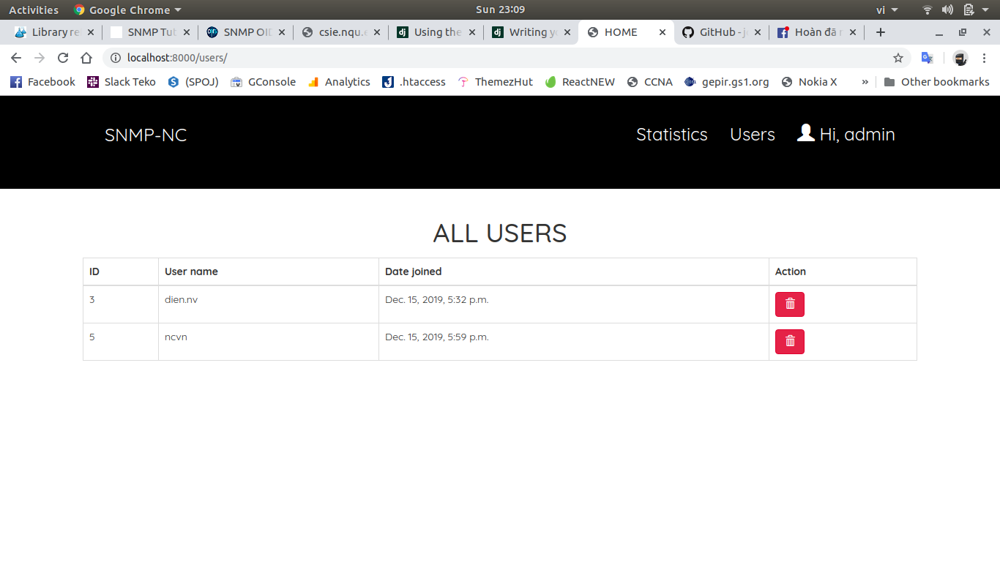 Activities Google Chrome Sun 23:09 vi
Library re SNMP Tut SNMP OID csie.nqu.e Using the Writing yo HOME GitHub - j Hoàn đã r
localhost:8000/users/
Facebook Slack Teko (SPOJ) GConsole Analytics .htaccess ThemezHut ReactNEW CCNA gepir.gs1.org Nokia X » Other bookmarks
SNMP-NC Statistics Users Hi, admin
ALL USERS
ID User name Date joined Action
3 dien.nv Dec. 15, 2019, 5:32 p.m.
5 ncvn Dec. 15, 2019, 5:59 p.m.